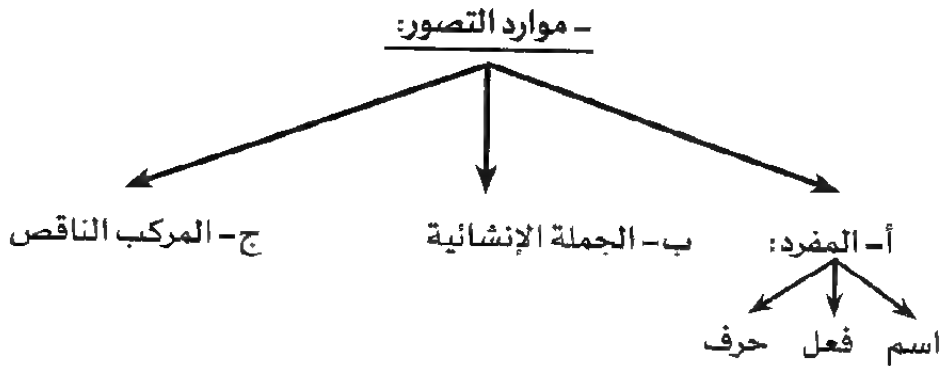 - موارد التصور:
أ- المفرد: ب- الجملة الإنشائية ج- المركب الناقص
اسم فعل حرف